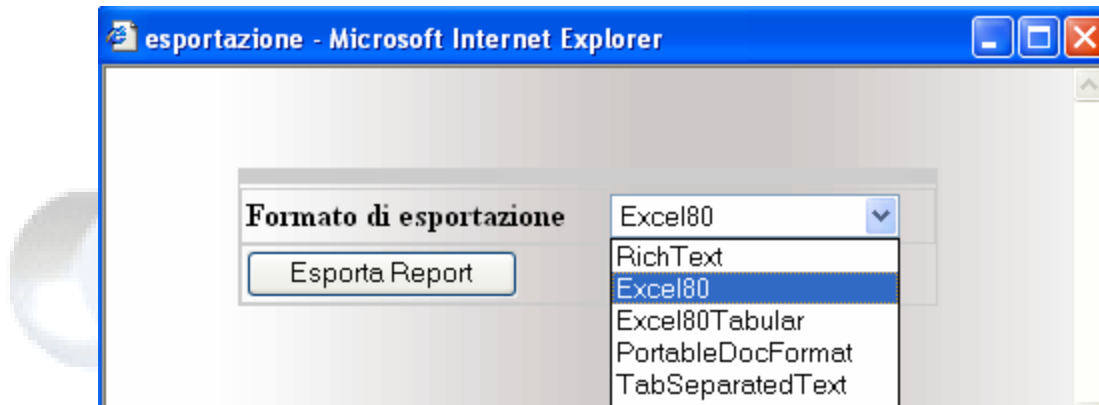 esportazione - Microsoft Internet Explorer
Formato di esportazione
Excel80
Esporta Report
RichText
Excel80
Excel80Tabular
PortableDocFormat
TabSeparatedText